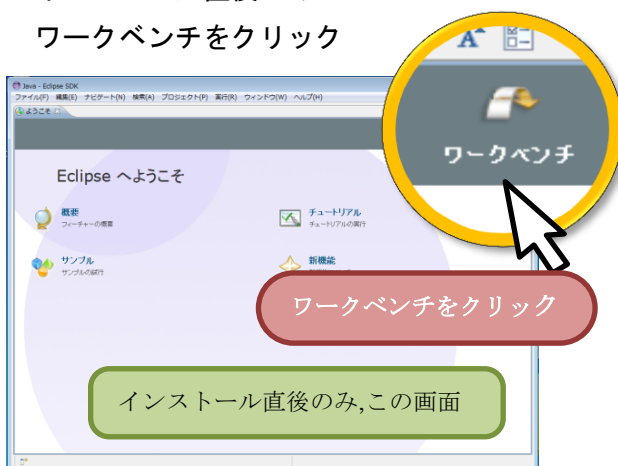 ワークベンチをクリック
Java - Eclipse SDK
ファイル(F) 編集(E) ナビゲート(N) 検索(A) プロジェクト(P) 実行(R) ウィンドウ(W) ヘルプ(H)
ようこそ
ワークベンチ
Eclipse へようこそ
概要
フィーチャーの概要
チュートリアル
チュートリアルの実行
サンプル
サンプルの試行
新機能
ワークベンチをクリック
インストール直後のみ,この画面